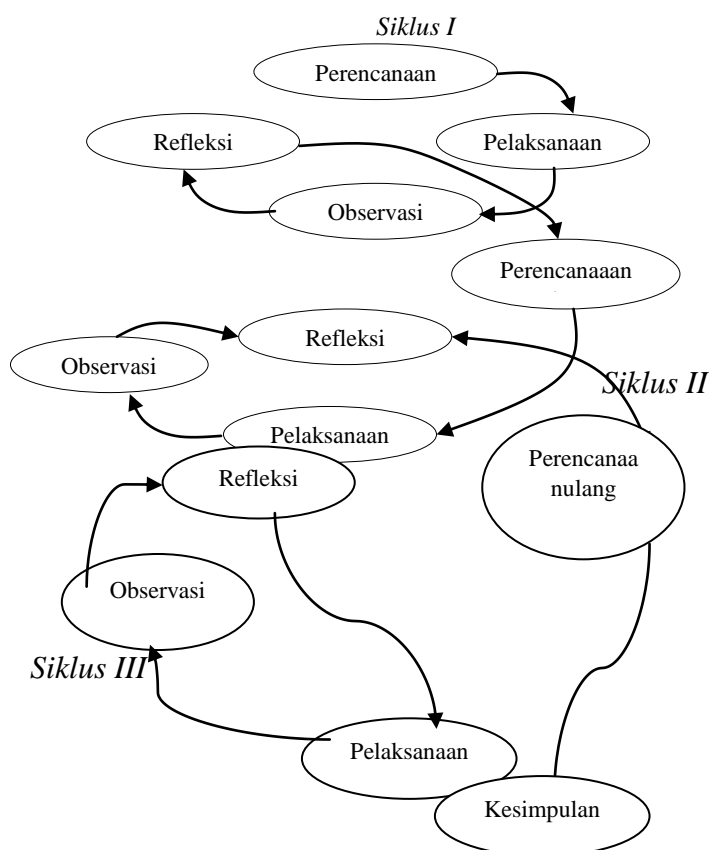 Siklus I
Perencanaan
Refleksi
Pelaksanaan
Observasi
Perencanaaan
Refleksi
Observasi
Siklus II
Pelaksanaan
Perencanaa
nulang
Refleksi
Observasi
Siklus III
Pelaksanaan
Kesimpulan